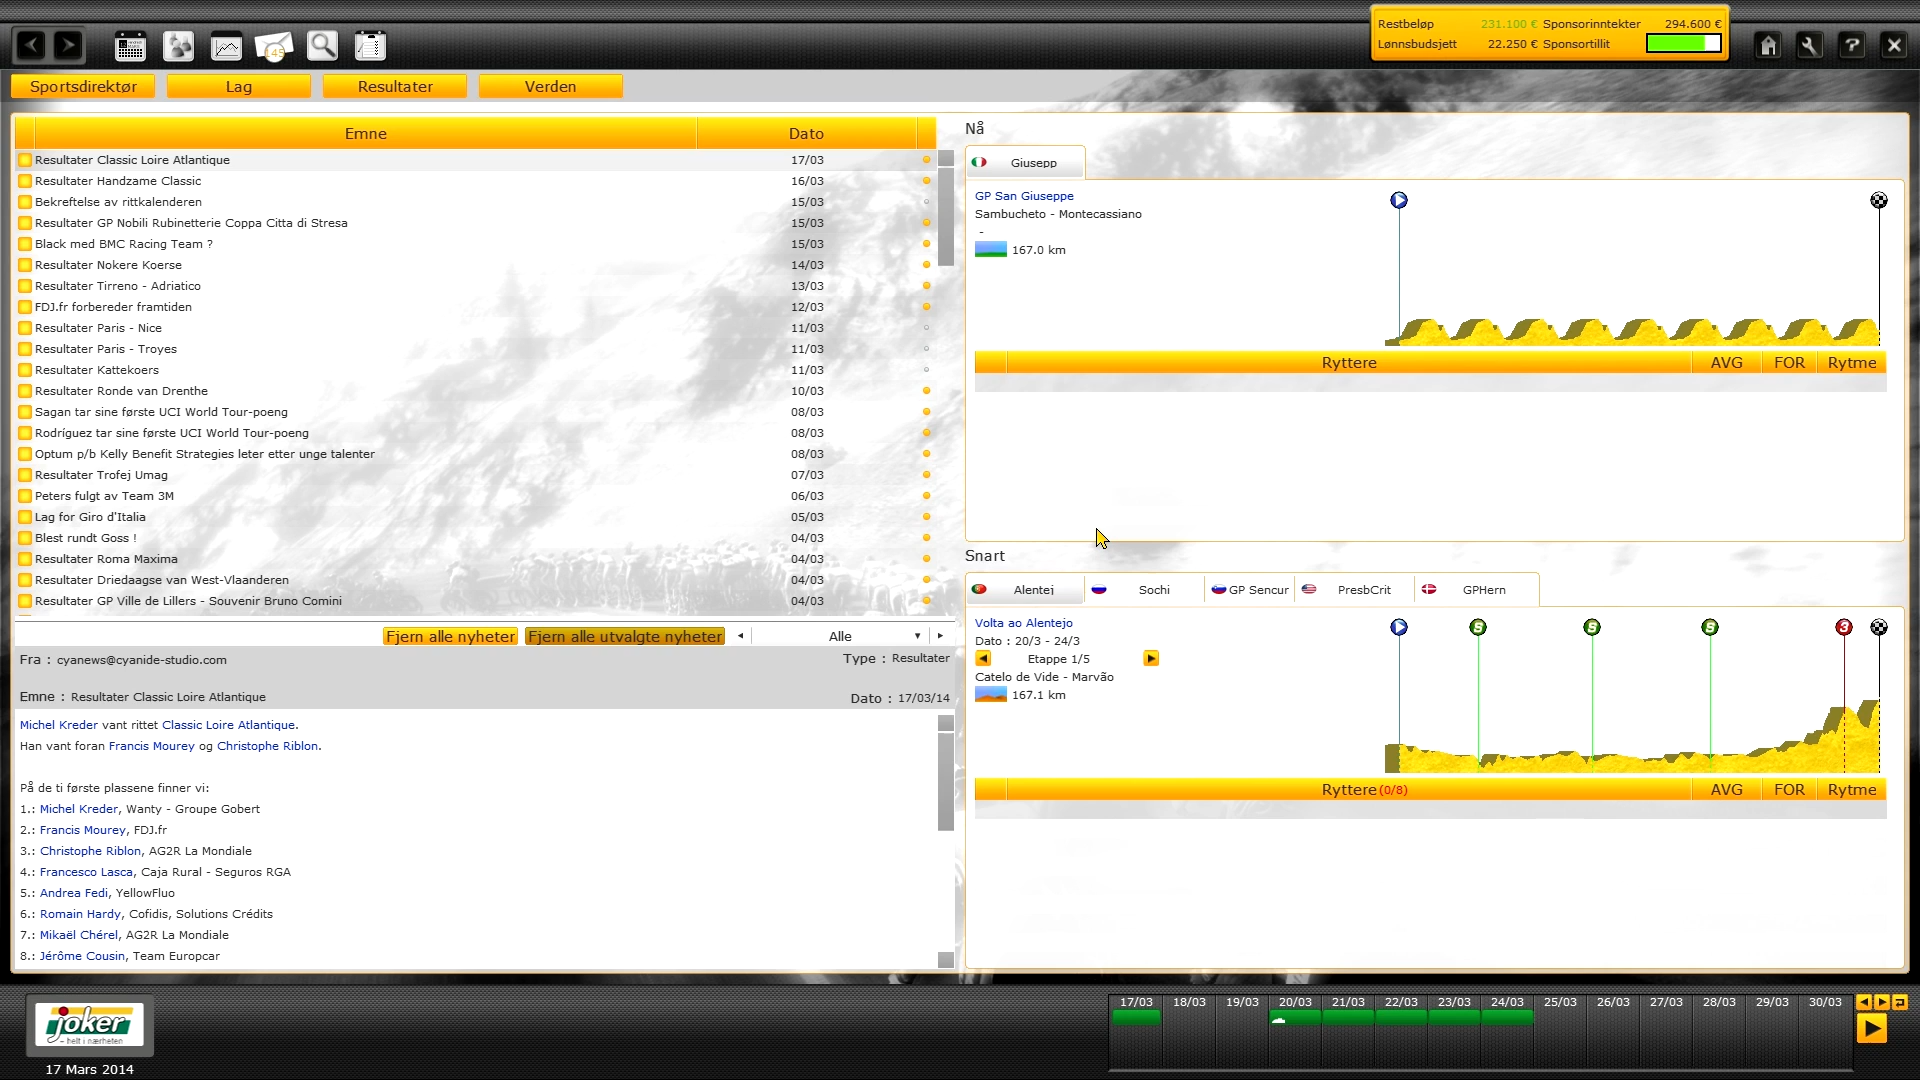 145
Restbeløp 231.100 € Sponsorinntekter 294.600 €
Lønnsbudsjett 22.250 € Sponsortillit
Sportsdirektør Lag Resultater Verden
Emne Dato
Resultater Classic Loire Atlantique 17/03
Resultater Handzame Classic 16/03
Bekreftelse av rittkalenderen 15/03
Resultater GP Nobili Rubinetterie Coppa Citta di Stresa 15/03
Black med BMC Racing Team ? 15/03
Resultater Nokere Koerse 14/03
Resultater Tirreno - Adriatico 13/03
FDJ.fr forbereder framtiden 12/03
Resultater Paris - Nice 11/03
Resultater Paris - Troyes 11/03
Resultater Kattekoers 11/03
Resultater Ronde van Drenthe 10/03
Sagan tar sine første UCI World Tour-poeng 08/03
Rodríguez tar sine første UCI World Tour-poeng 08/03
Optum p/b Kelly Benefit Strategies leter etter unge talenter 08/03
Resultater Trofej Umag 07/03
Peters fulgt av Team 3M 06/03
Lag for Giro d'Italia 05/03
Blest rundt Goss ! 04/03
Resultater Roma Maxima 04/03
Resultater Driedaagse van West-Vlaanderen 04/03
Resultater GP Ville de Lillers - Souvenir Bruno Comini 04/03
Fjern alle nyheter Fjern alle utvalgte nyheter Alle
Fra : cyanews@cyanide-studio.com Type : Resultater
Emne : Resultater Classic Loire Atlantique Dato : 17/03/14
Michel Kreder vant rittet Classic Loire Atlantique.
Han vant foran Francis Mourey og Christophe Riblon.
På de ti første plassene finner vi:
1.: Michel Kreder, Wanty - Groupe Gobert
2.: Francis Mourey, FDJ.fr
3.: Christophe Riblon, AG2R La Mondiale
4.: Francesco Lasca, Caja Rural - Seguros RGA
5.: Andrea Fedi, YellowFluo
6.: Romain Hardy, Cofidis, Solutions Crédits
7.: Mikaël Chérel, AG2R La Mondiale
8.: Jérôme Cousin, Team Europcar
Nå
Giusepp
GP San Giuseppe
Sambucheto - Montecassiano
-
167.0 km
Ryttere AVG FOR Rytme
Snart
Alentej Sochi GP Sencur PresbCrit GPHern
Volta ao Alentejo
Dato : 20/3 - 24/3
Etappe 1/5
Catelo de Vide - Marvão
167.1 km
S S S 3
Ryttere (0/8) AVG FOR Rytme
joker
– helt i nærheten
17 Mars 2014
17/03 18/03 19/03 20/03 21/03 22/03 23/03 24/03 25/03 26/03 27/03 28/03 29/03 30/03